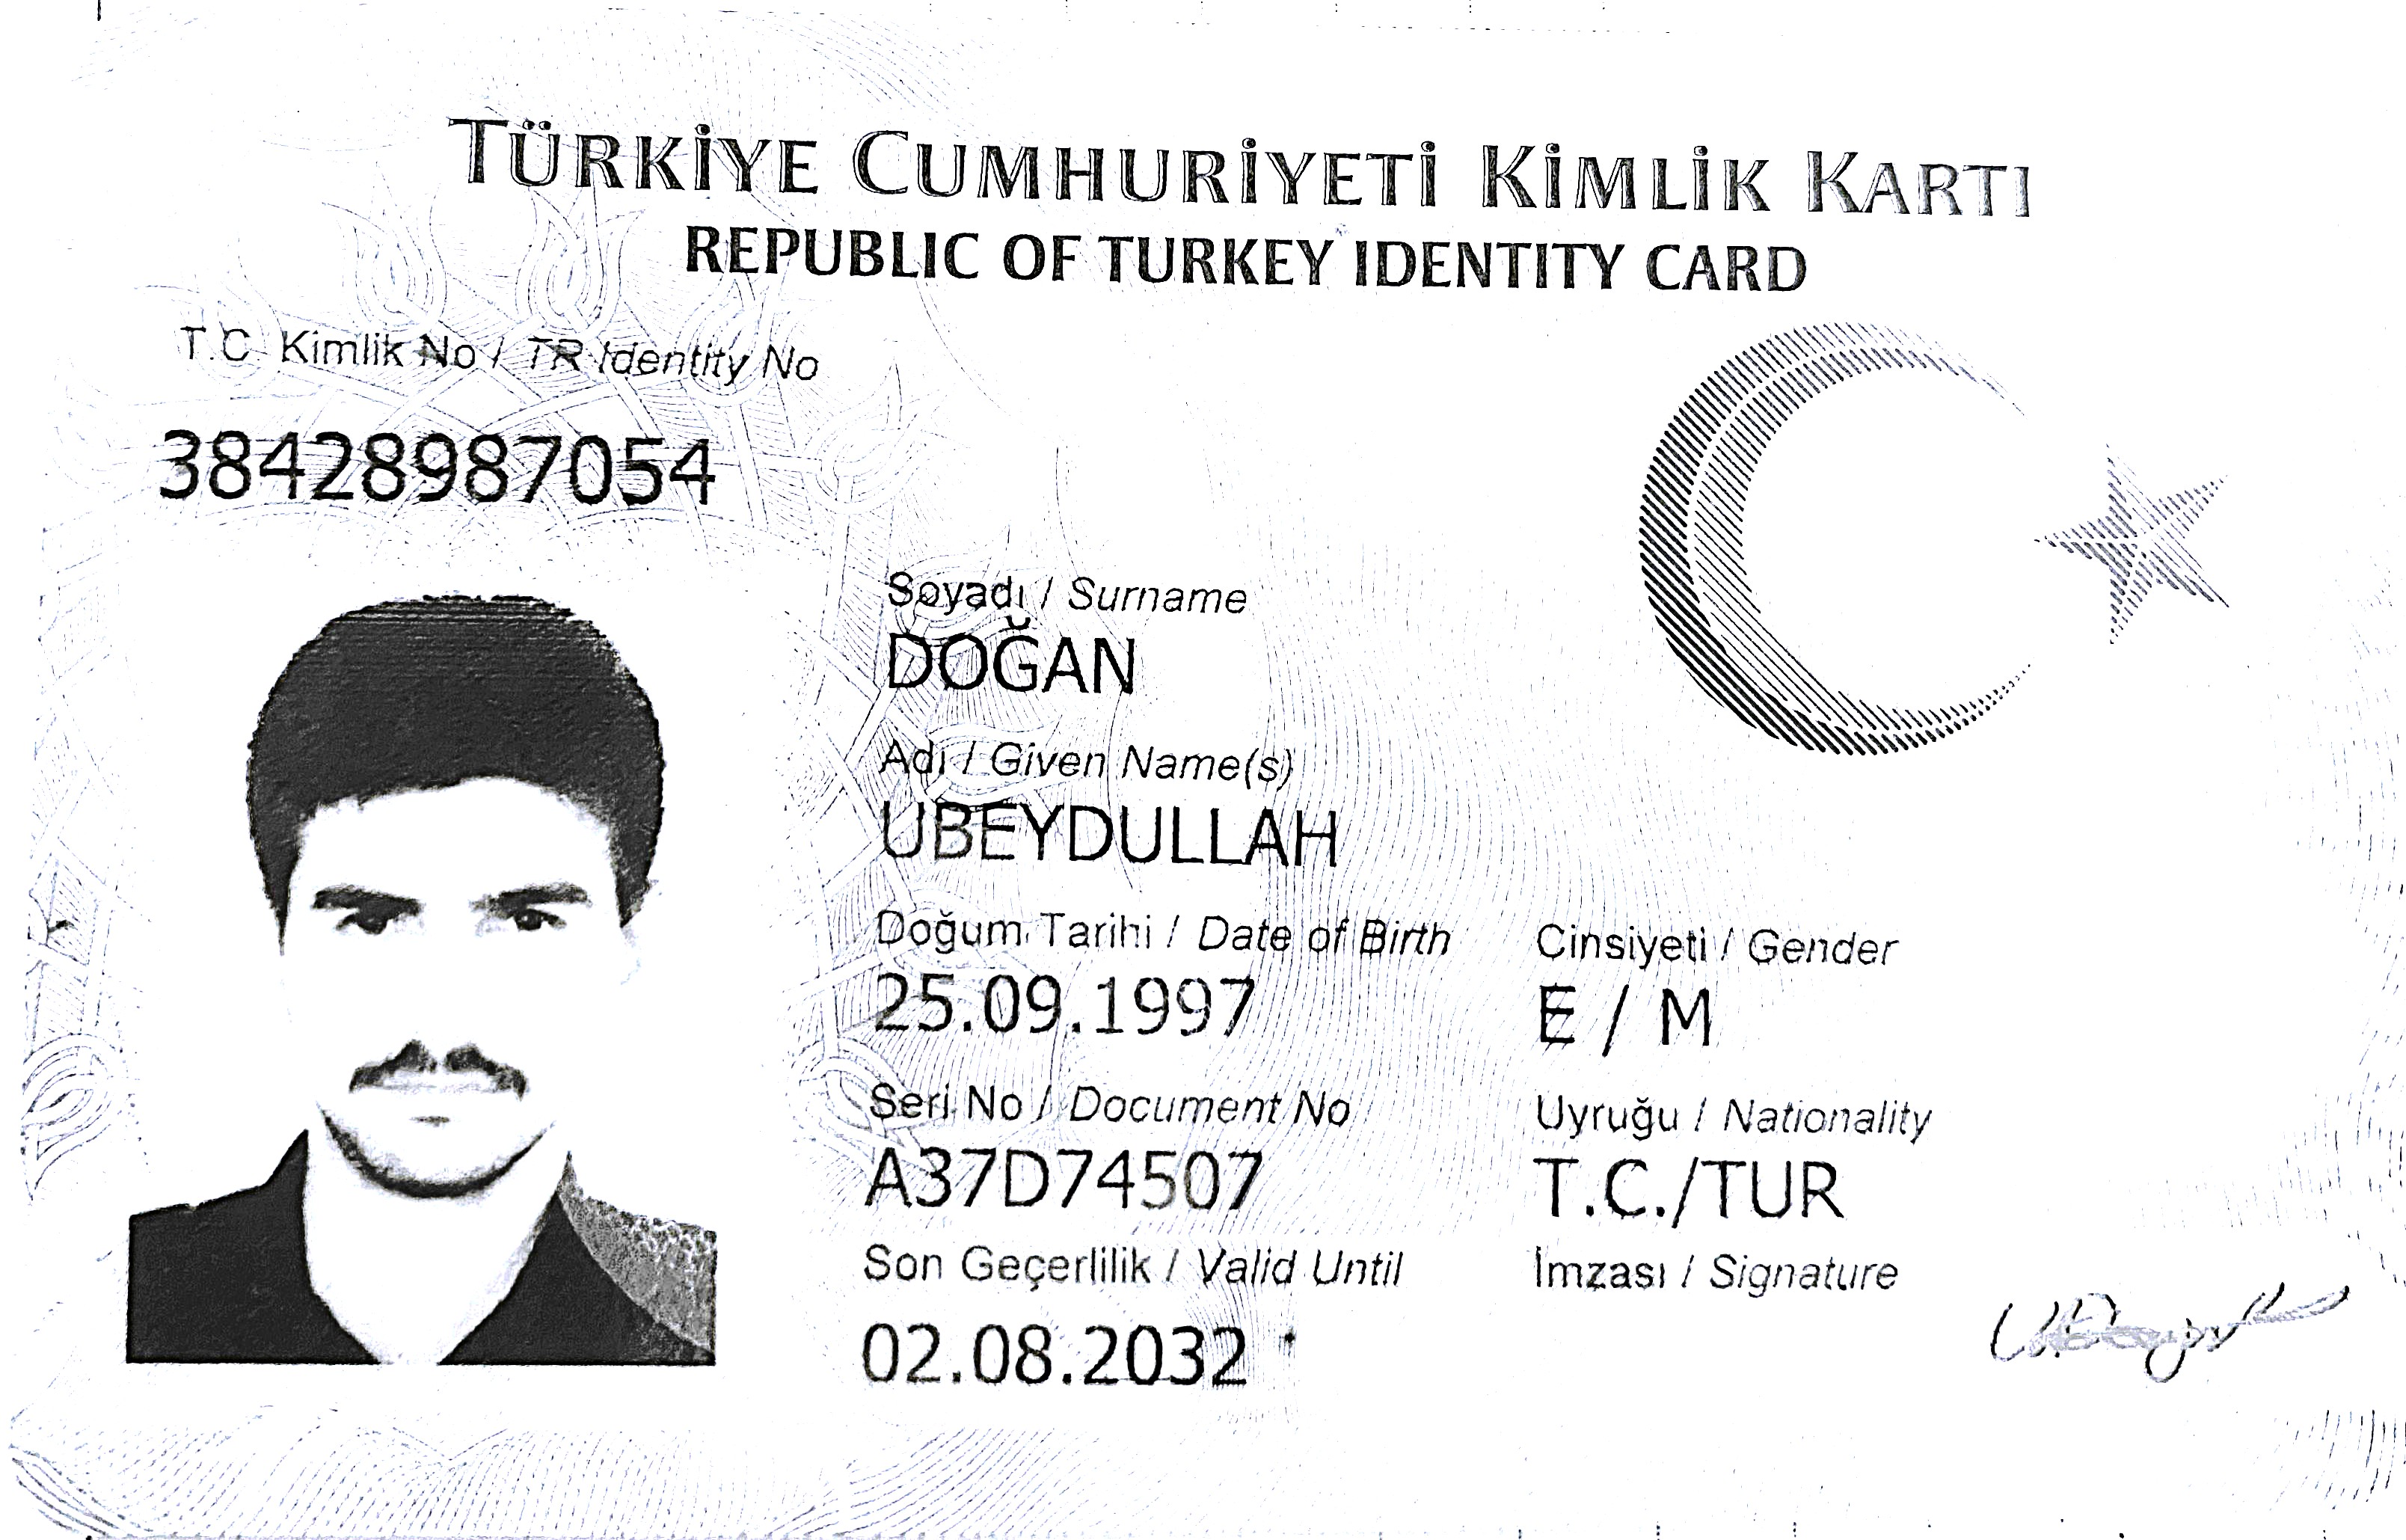 TÜRKİYE CUMHURİYETİ KİMLİK KARTI
REPUBLIC OF TURKEY IDENTITY CARD
T.C. Kimlik No / TR Identity No
38428987054
Soyadı / Surname
DOĞAN
Adı / Given Name(s)
UBEYDULLAH
Doğum Tarihi / Date of Birth
25.09.1997
Cinsiyeti / Gender
E / M
Seri No / Document No
A37D74507
Uyruğu / Nationality
T.C./TUR
Son Geçerlilik / Valid Until
02.08.2032
İmzası / Signature